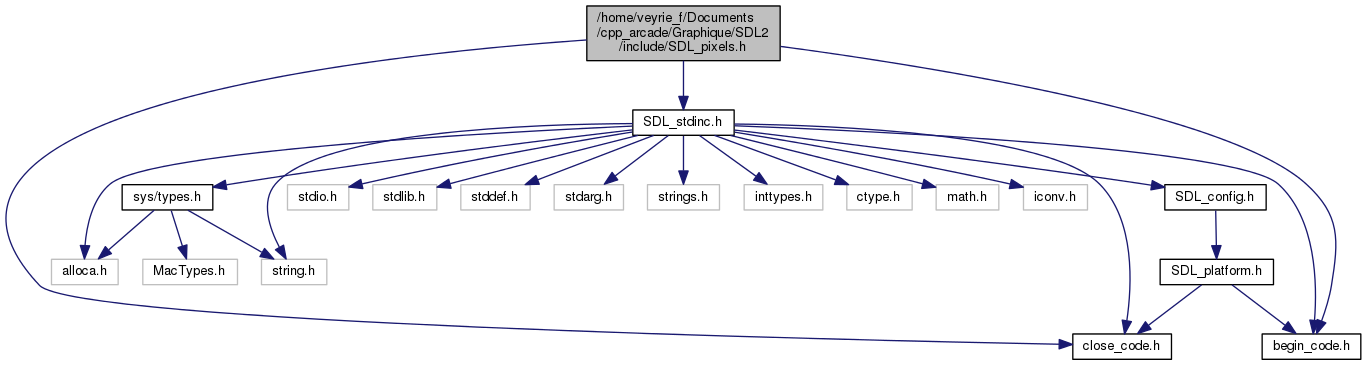 /home/veyrie_f/Documents
/cpp_arcade/Graphique/SDL2
/include/SDL_pixels.h
SDL_stdinc.h
sys/types.h
stdio.h
stdlib.h
stddef.h
stdarg.h
strings.h
inttypes.h
ctype.h
math.h
iconv.h
SDL_config.h
alloca.h
MacTypes.h
string.h
SDL_platform.h
close_code.h
begin_code.h